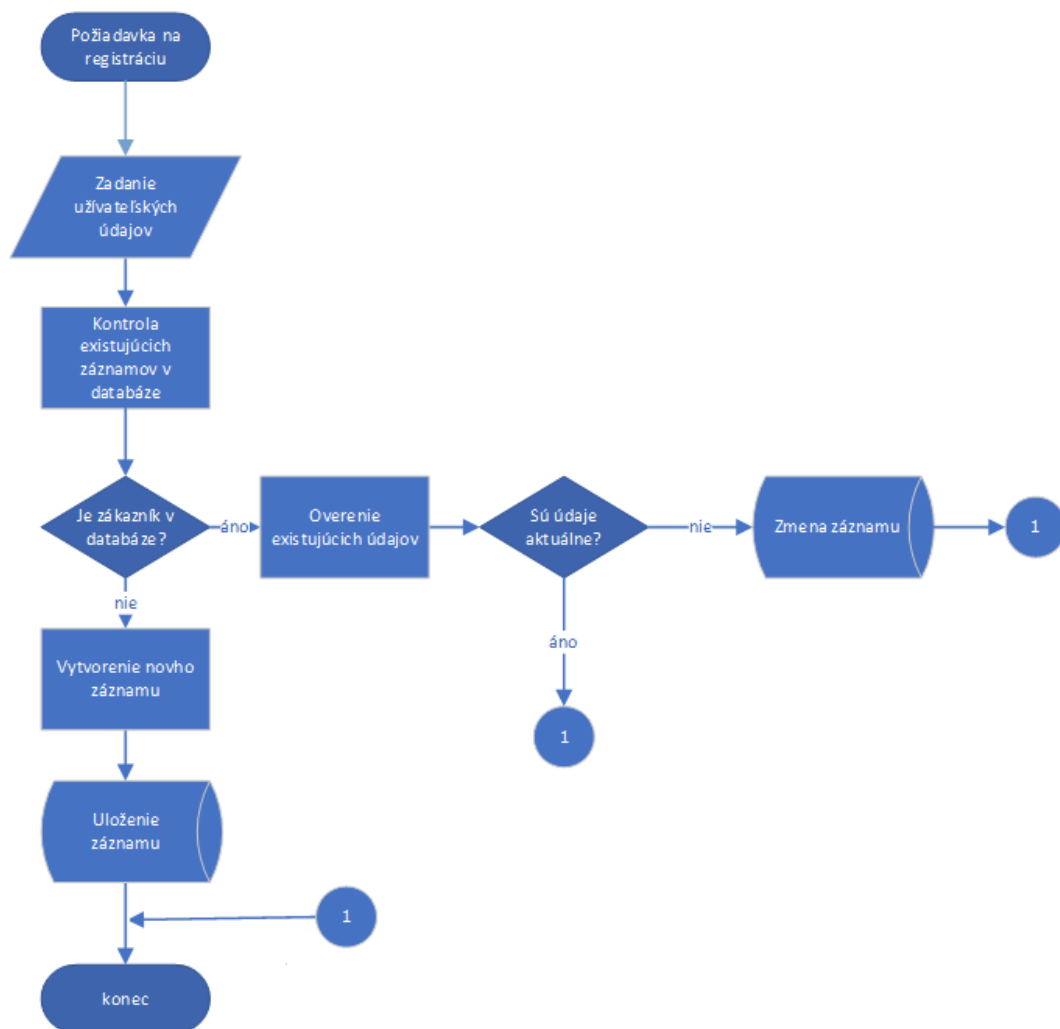 Požiadavka na
registráciu
Zadanie
užívateľských
údajov
Kontrola
existujúcich
záznamov v
databáze
Je zákazník v
databáze?
áno
Overenie
existujúcich údajov
Sú údaje
aktuálne?
nie
Zmena záznamu
1
áno
1
nie
Vytvorenie novho
záznamu
Uloženie
záznamu
1
konec